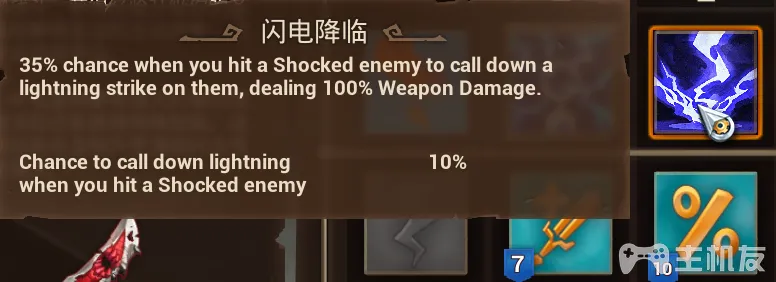 闪电降临
35% chance when you hit a Shocked enemy to call down a
lightning strike on them, dealing 100% Weapon Damage.
Chance to call down lightning 10%
when you hit a Shocked enemy
%
7
10
主机友